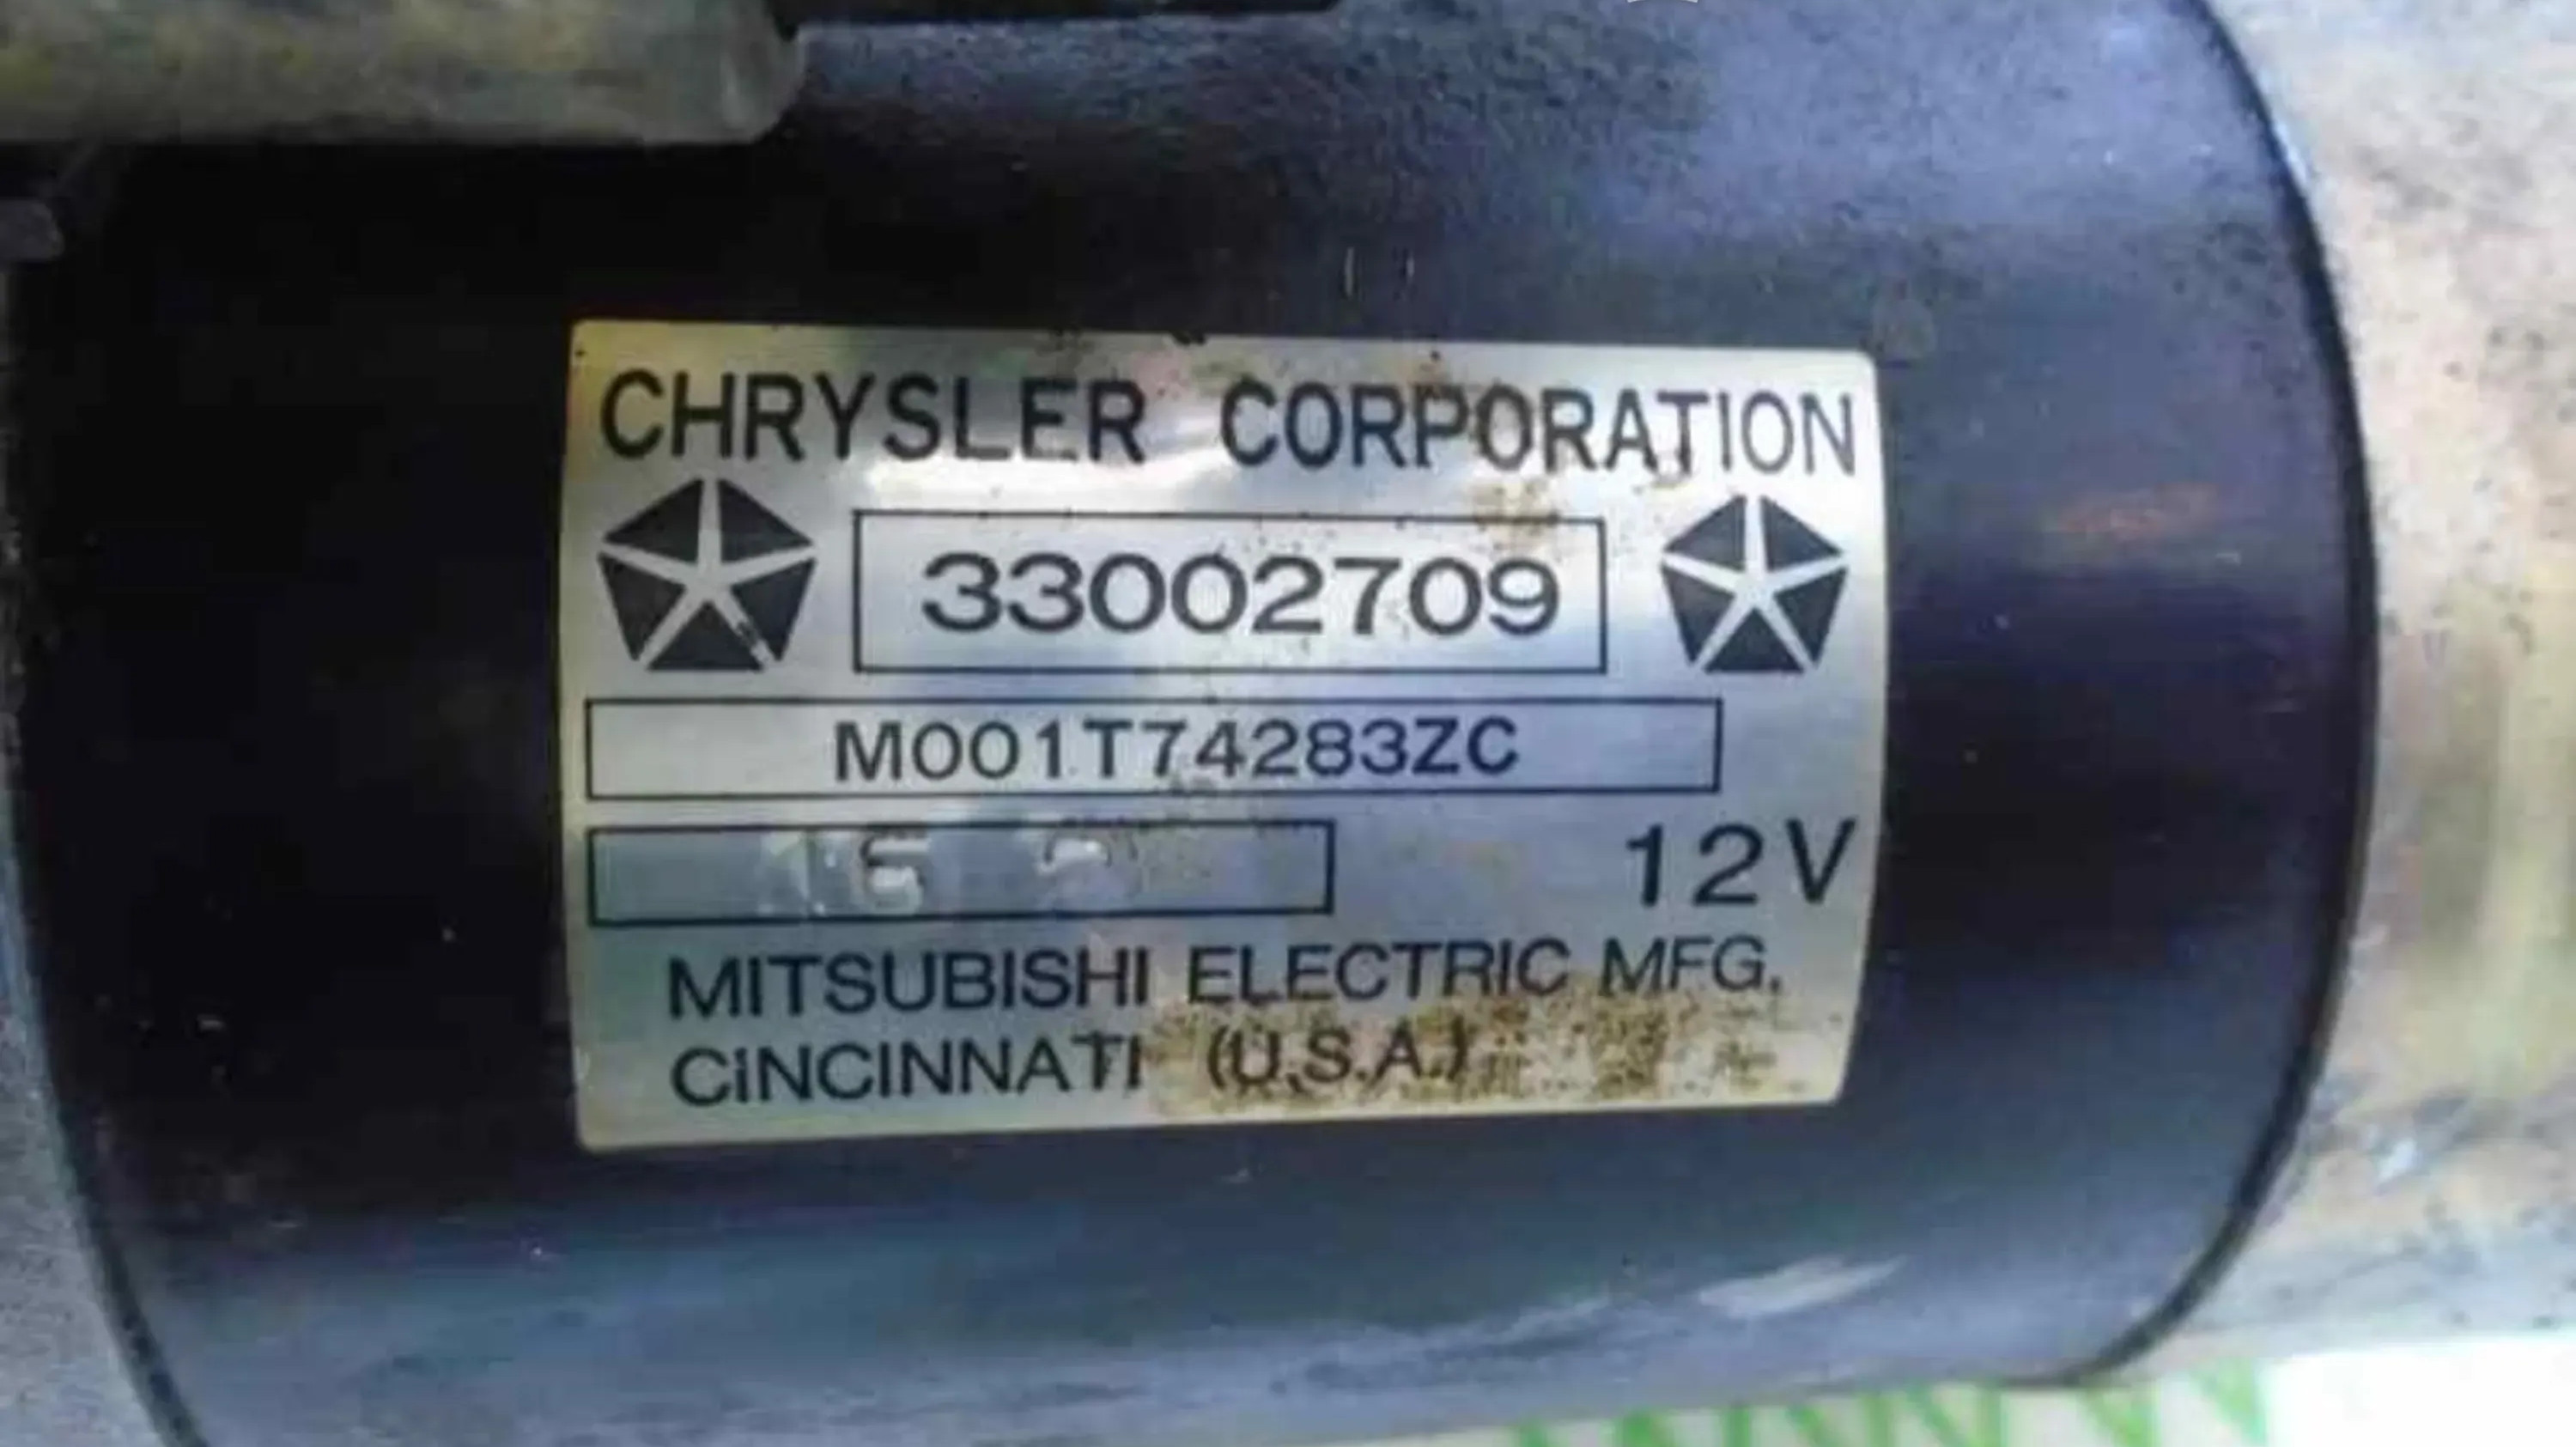 CHRYSLER CORPORATION
33002709
M001T74283ZC
12V
MITSUBISHI ELECTRIC MFG.
CINCINNATI (U.S.A.)